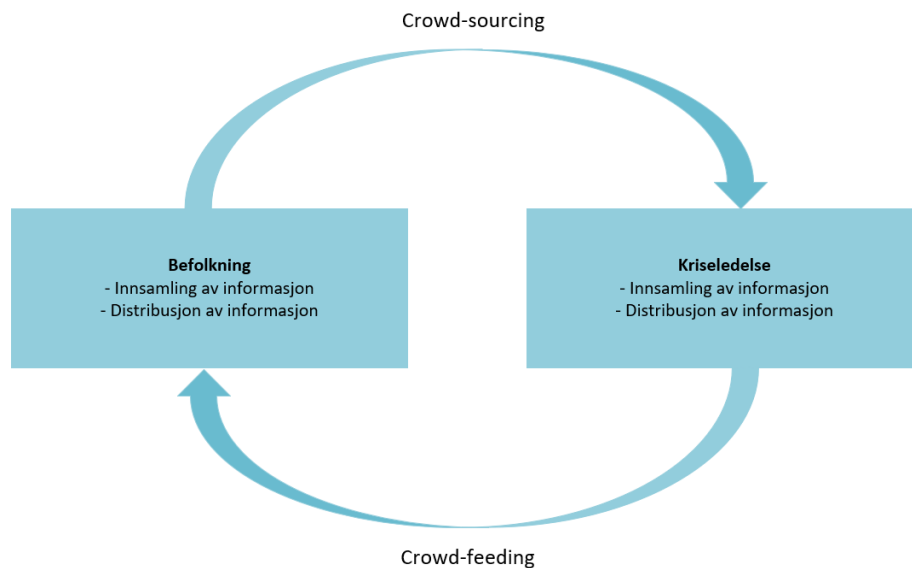 Crowd-sourcing
Befolkning
- Innsamling av informasjon
- Distribusjon av informasjon
Kriseledelse
- Innsamling av informasjon
- Distribusjon av informasjon
Crowd-feeding